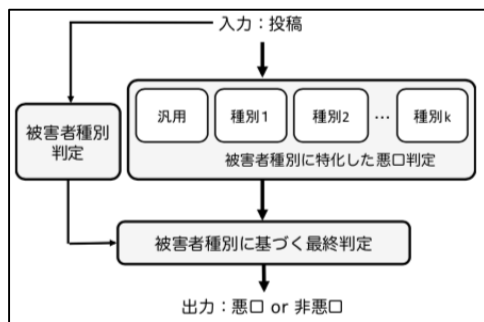 入力：投稿
汎用
種別1
種別2
…
種別k
被害者種別
判定
被害者種別に特化した悪口判定
被害者種別に基づく最終判定
出力：悪口 or 非悪口